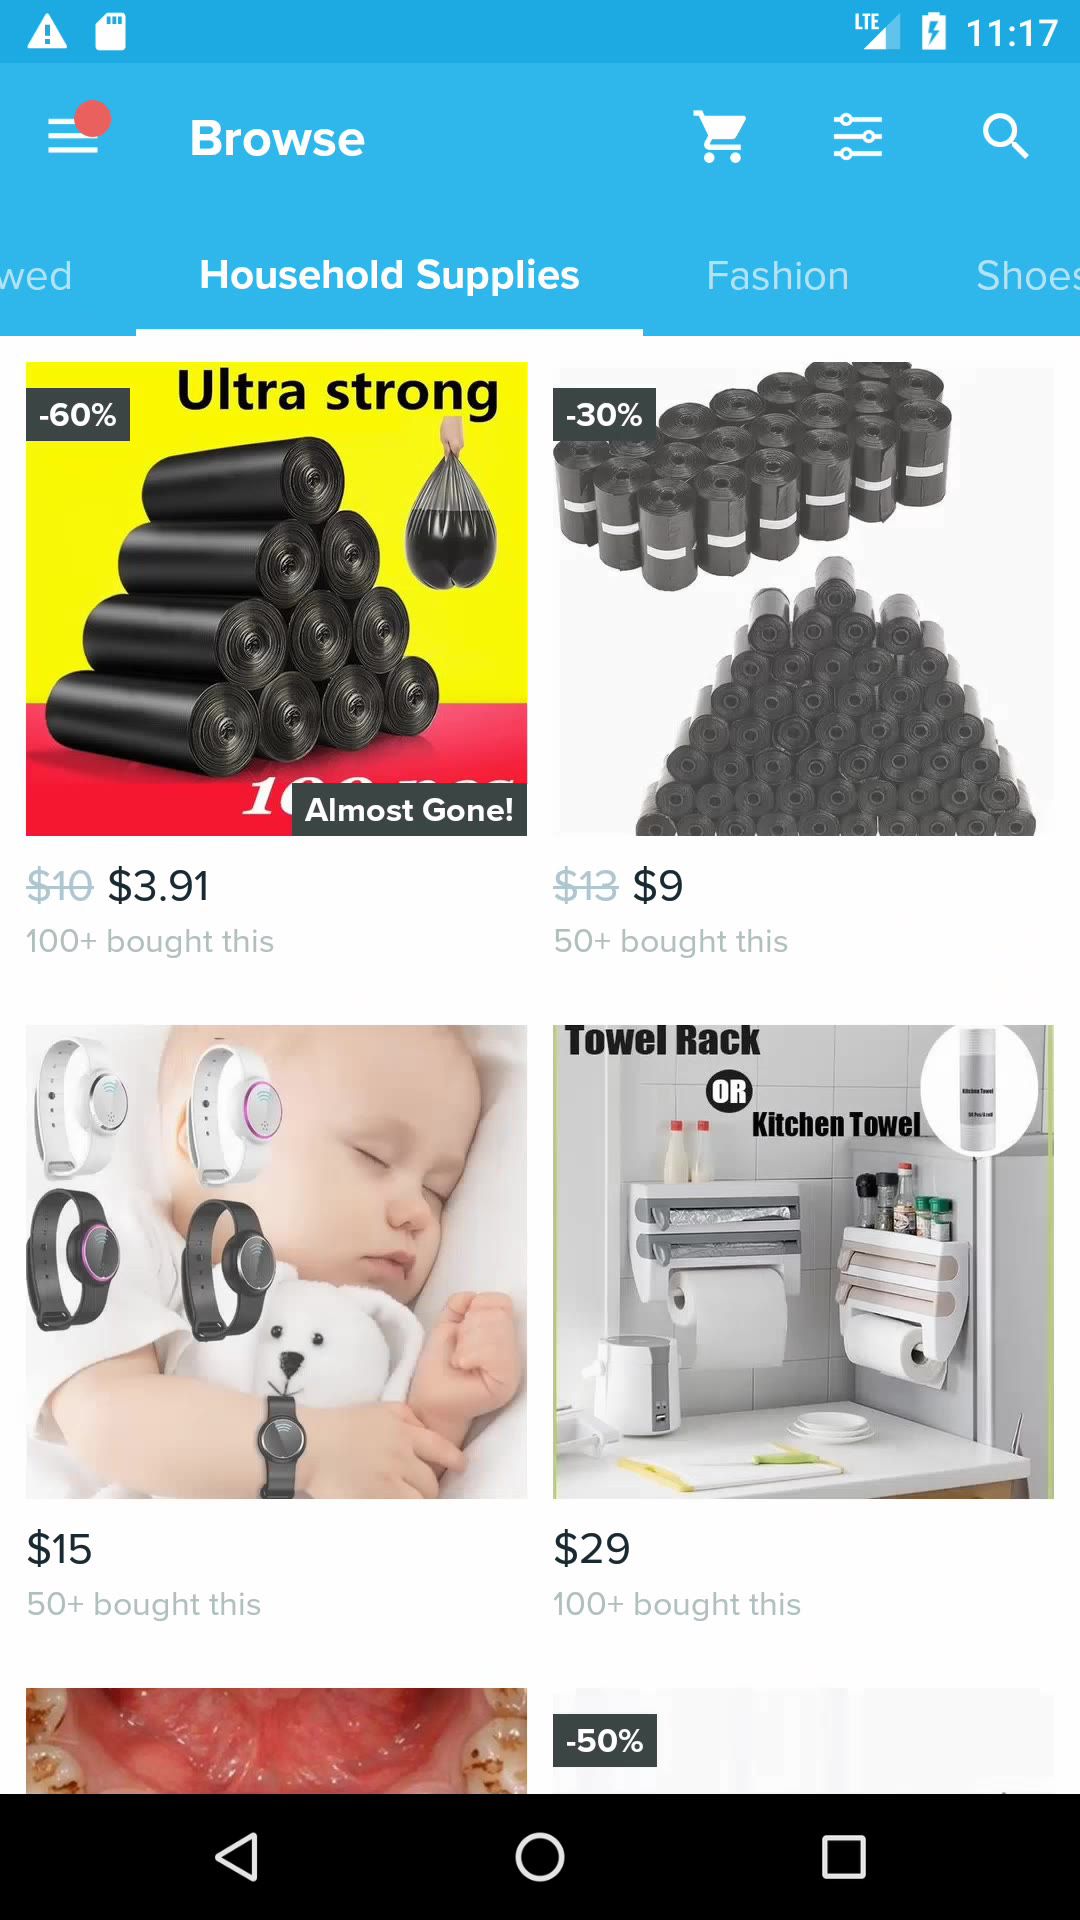 LTE 11:17
Browse
wed Household Supplies Fashion Shoes
-60%
Ultra strong
Almost Gone!
-30%
$10 $3.91
100+ bought this
$13 $9
50+ bought this
Towel Rack
OR
Kitchen Towel
Kitchen Towel
$15
50+ bought this
$29
100+ bought this
-50%